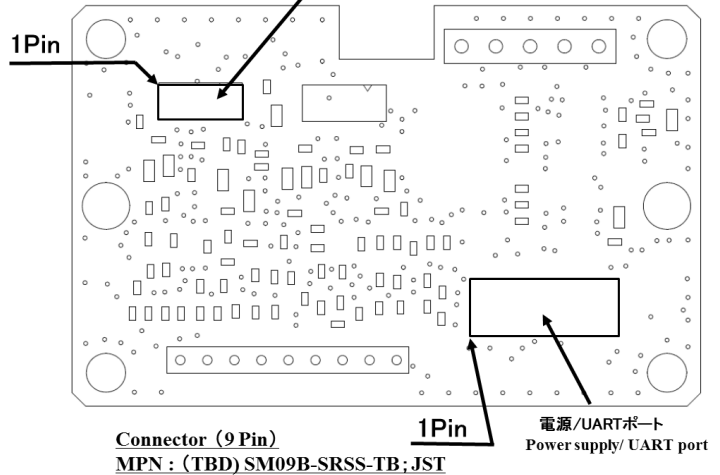 1Pin
1Pin
電源/UARTポート
Power supply/ UART port
Connector （9 Pin）
MPN : (TBD) SM09B-SRSS-TB ; JST